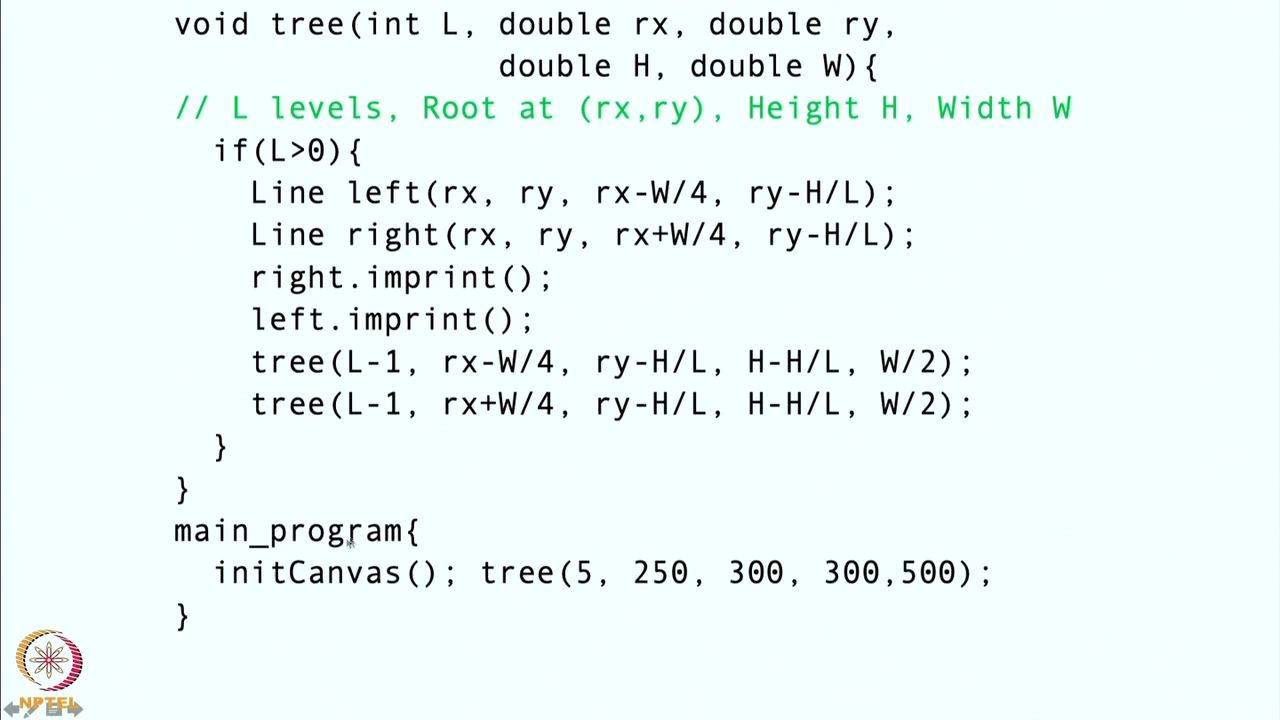 void tree(int L, double rx, double ry,
double H, double W){
// L levels, Root at (rx,ry), Height H, Width W
if(L>0){
Line left(rx, ry, rx-W/4, ry-H/L);
Line right(rx, ry, rx+W/4, ry-H/L);
right.imprint();
left.imprint();
tree(L-1, rx-W/4, ry-H/L, H-H/L, W/2);
tree(L-1, rx+W/4, ry-H/L, H-H/L, W/2);
}
}
main_program{
initCanvas(); tree(5, 250, 300, 300,500);
}
NPTEL